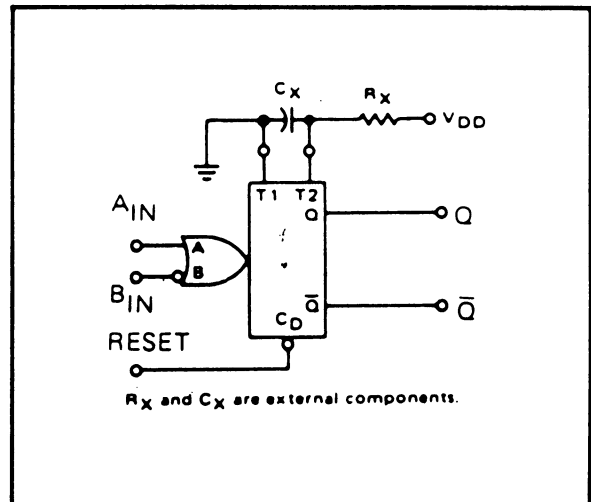 CX RX VDD
T1 T2
AIN A Q Q
BIN B
Q̅ Q̅
CD
RESET
RX and CX are external components.